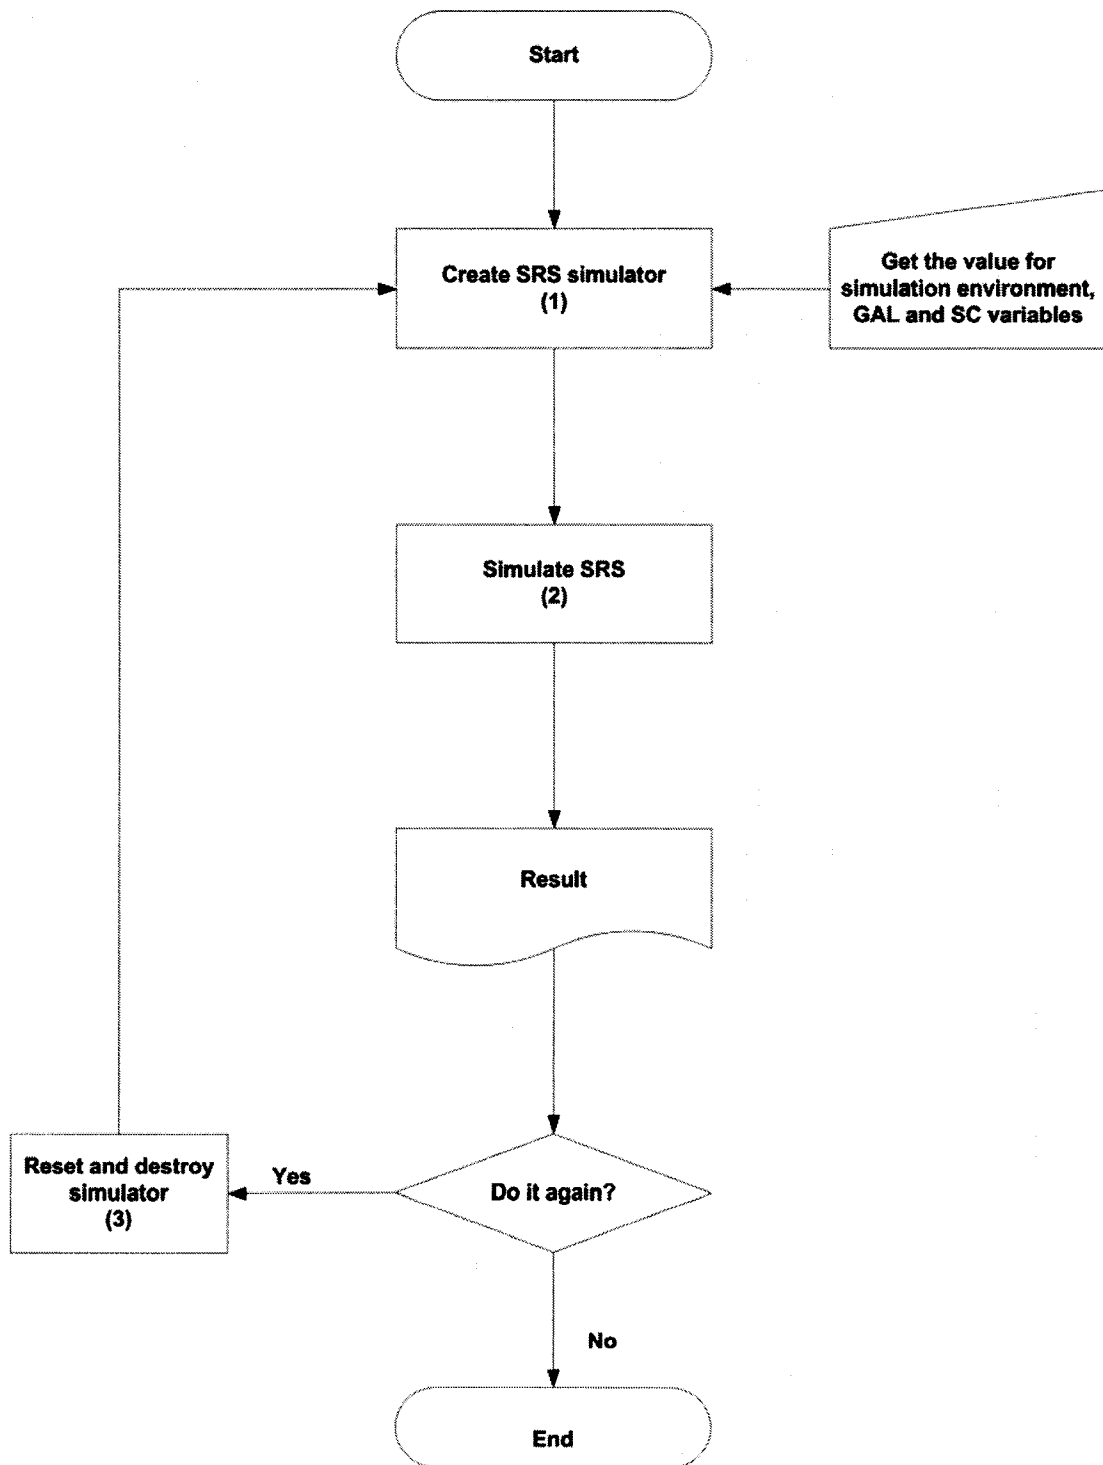 Start
Create SRS simulator
(1)
Get the value for
simulation environment,
GAL and SC variables
Simulate SRS
(2)
Result
Do it again?
Yes
Reset and destroy
simulator
(3)
No
End